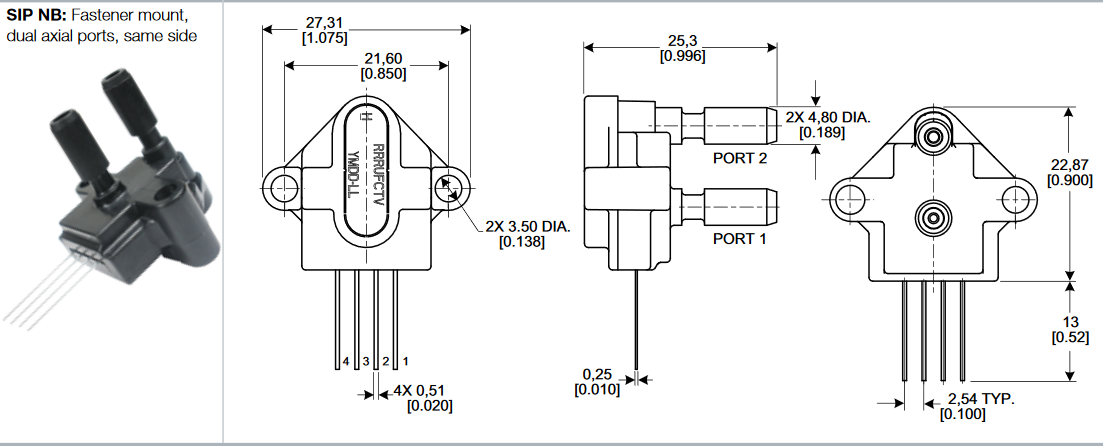 SIP NB: Fastener mount,
dual axial ports, same side
27,31
[1.075]
21,60
[0.850]
H
RRRUFCTV
YMDD-LL
2X 3.50 DIA.
[0.138]
4 3 2 1
4X 0,51
[0.020]
25,3
[0.996]
2X 4,80 DIA.
[0.189]
PORT 2
PORT 1
0,25
[0.010]
22,87
[0.900]
13
[0.52]
2,54 TYP.
[0.100]